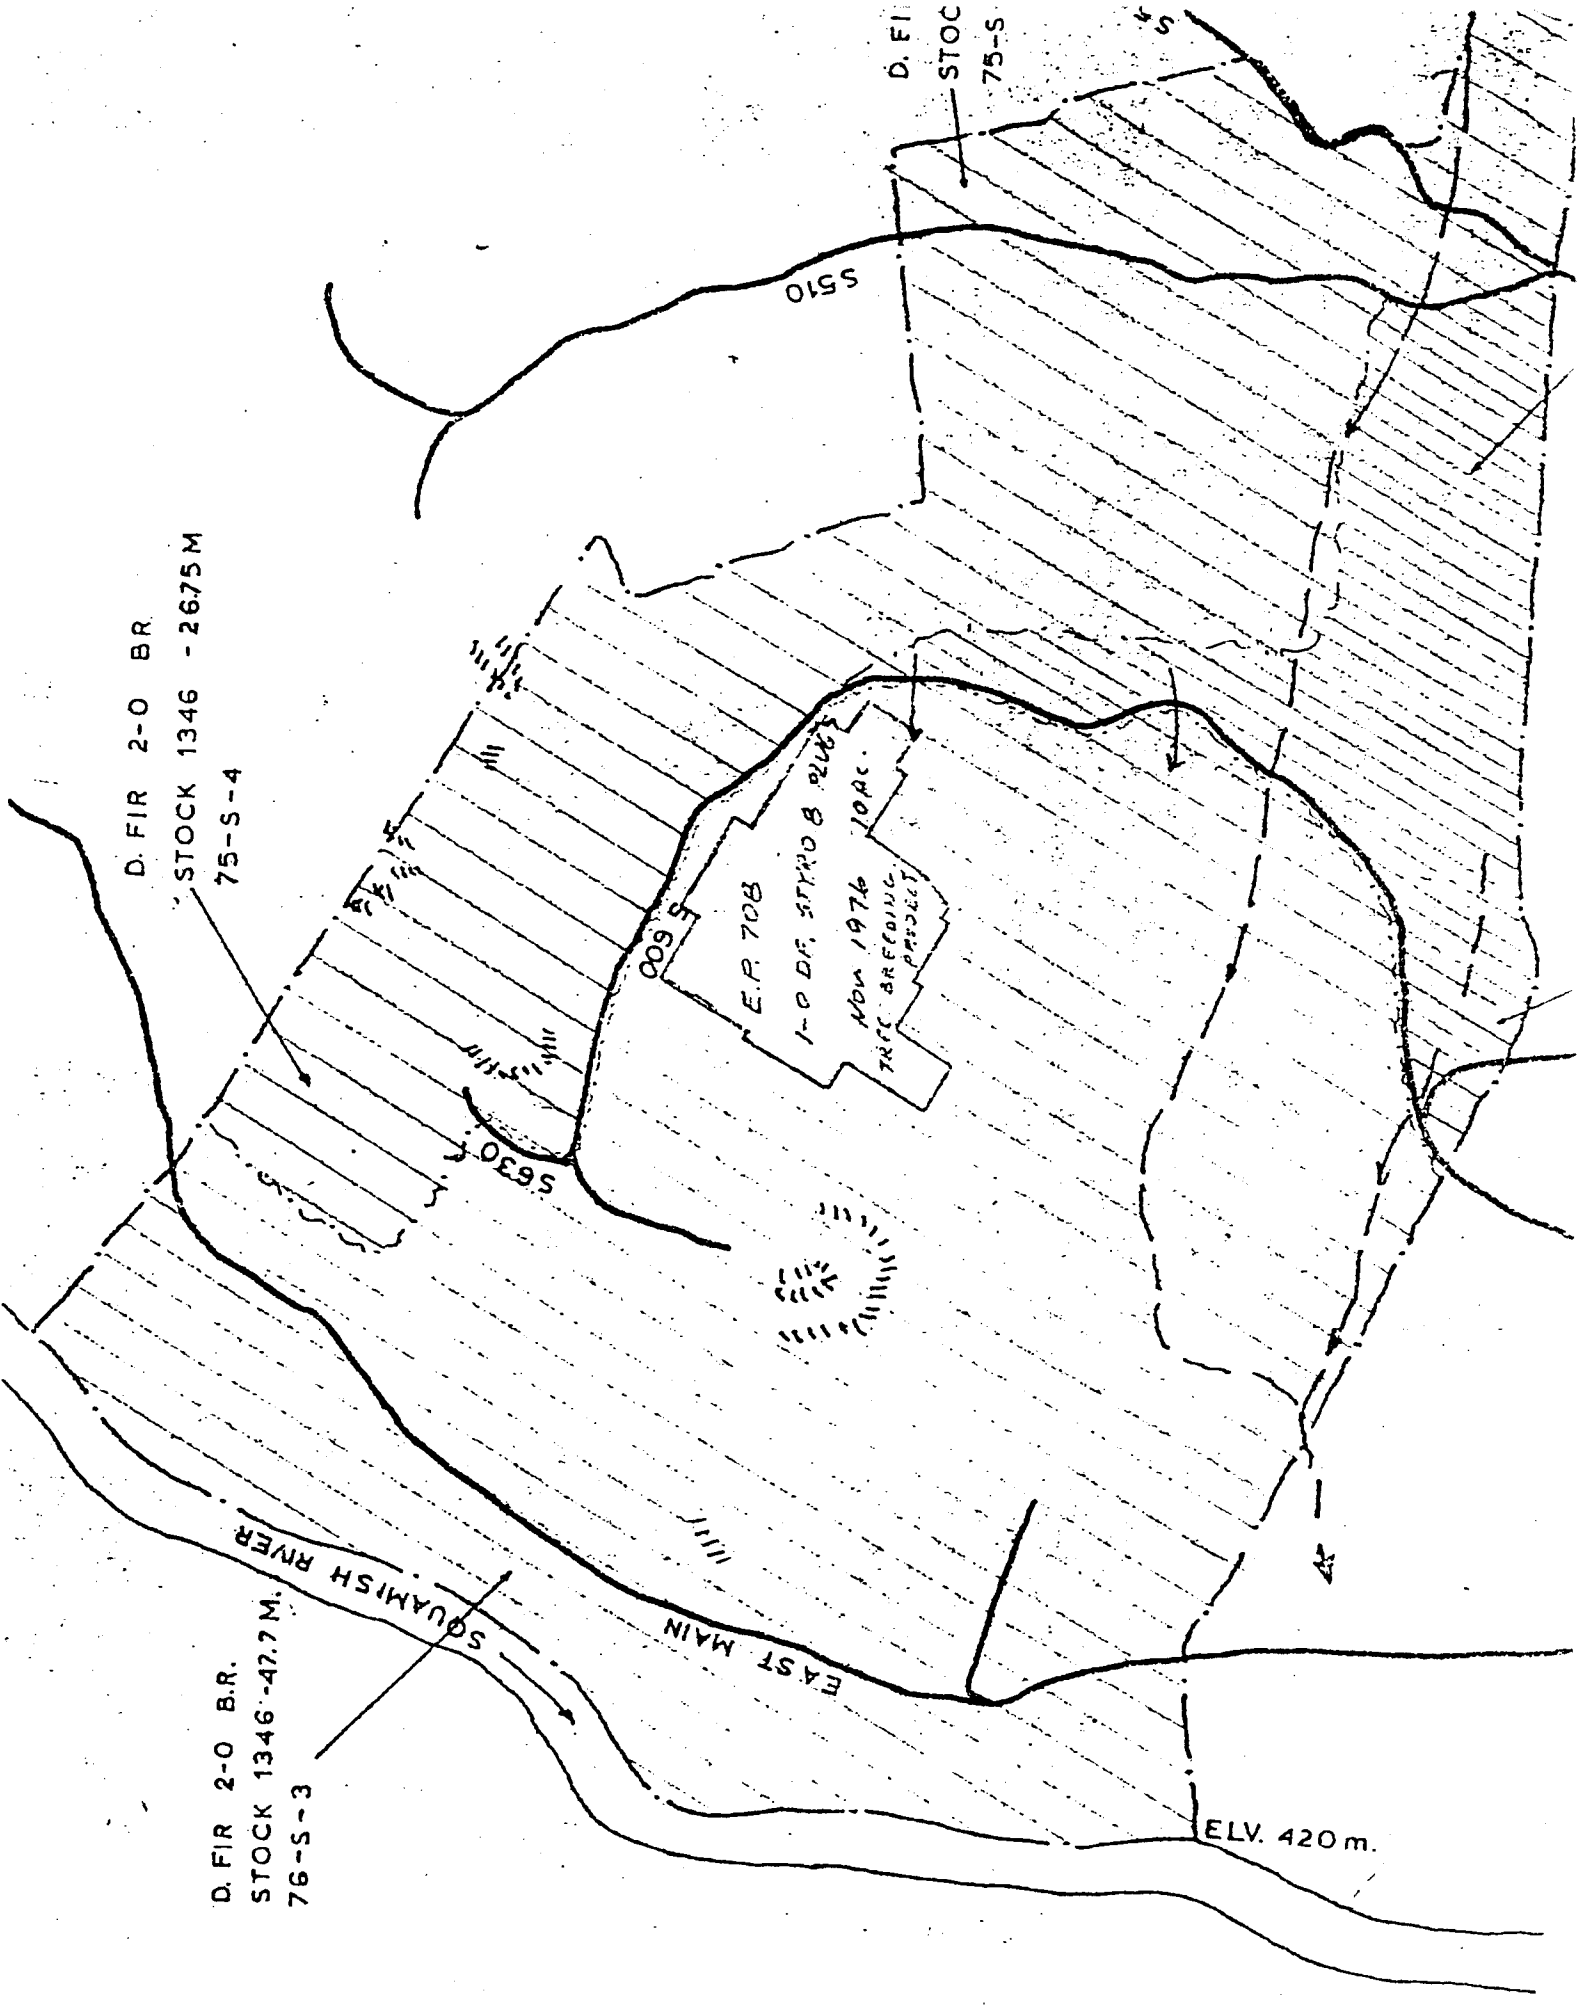 D. FIR 2-0 BR.
STOCK 1346 - 26.75 M
75-S-4
D. FI
STOC
75-S
S510
S600
E.P. 708
1-0 DF. STYRO 8 PLUGS
NOV 1976 10 AC.
TREE BREEDING
PROJECT
S630
SQUAMISH RIVER
EAST MAIN
D. FIR 2-0 B.R.
STOCK 1346 -47.7 M.
76-S-3
ELV. 420 m.